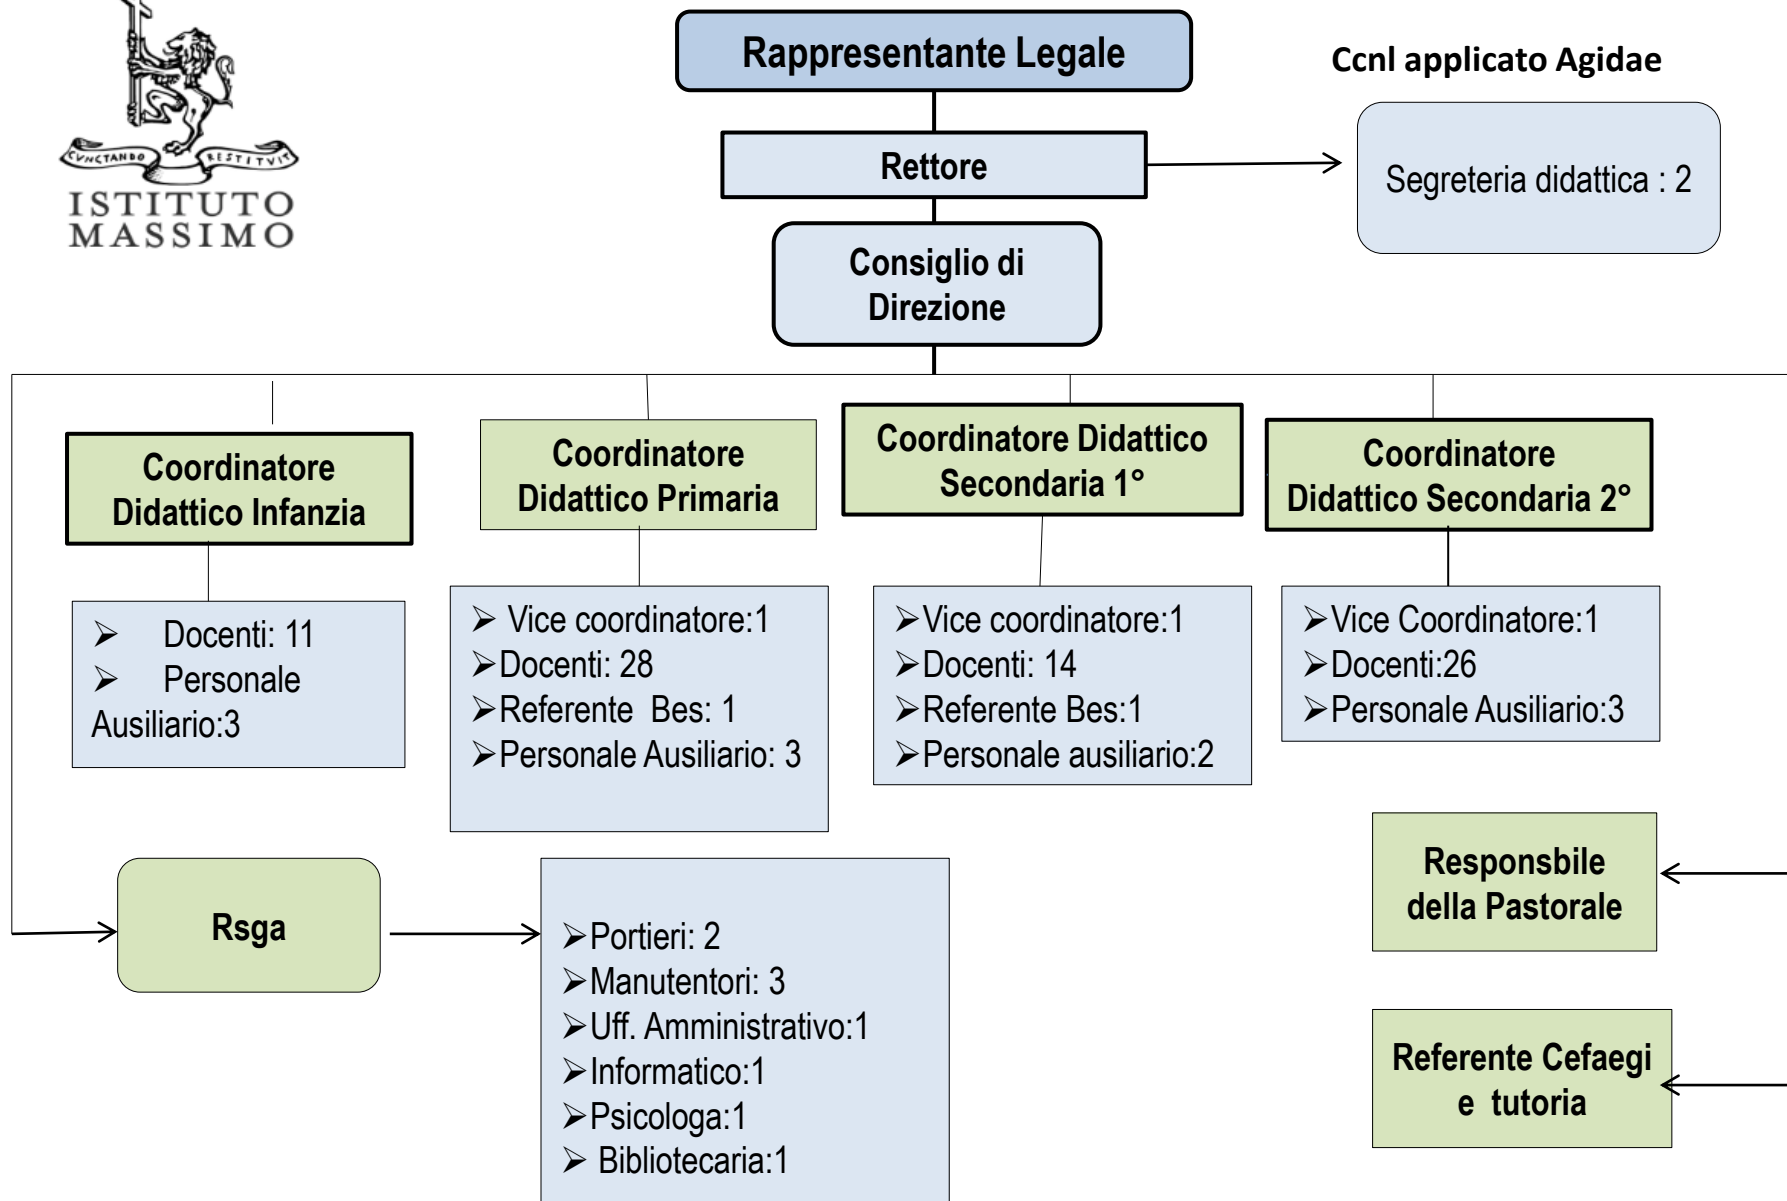 CVNCTANDO RESTITVIT
ISTITUTO
MASSIMO
Rappresentante Legale
Ccnl applicato Agidae
Rettore
Segreteria didattica : 2
Consiglio di
Direzione
Coordinatore
Didattico Infanzia
Coordinatore
Didattico Primaria
Coordinatore Didattico
Secondaria 1°
Coordinatore
Didattico Secondaria 2°
➢ Docenti: 11
➢ Personale
Ausiliario:3
➢ Vice coordinatore:1
➢Docenti: 28
➢Referente Bes: 1
➢Personale Ausiliario: 3
➢Vice coordinatore:1
➢Docenti: 14
➢Referente Bes:1
➢Personale ausiliario:2
➢Vice Coordinatore:1
➢Docenti:26
➢Personale Ausiliario:3
Rsga
➢Portieri: 2
➢Manutentori: 3
➢Uff. Amministrativo:1
➢Informatico:1
➢Psicologa:1
➢ Bibliotecaria:1
Responsbile
della Pastorale
Referente Cefaegi
e tutoria